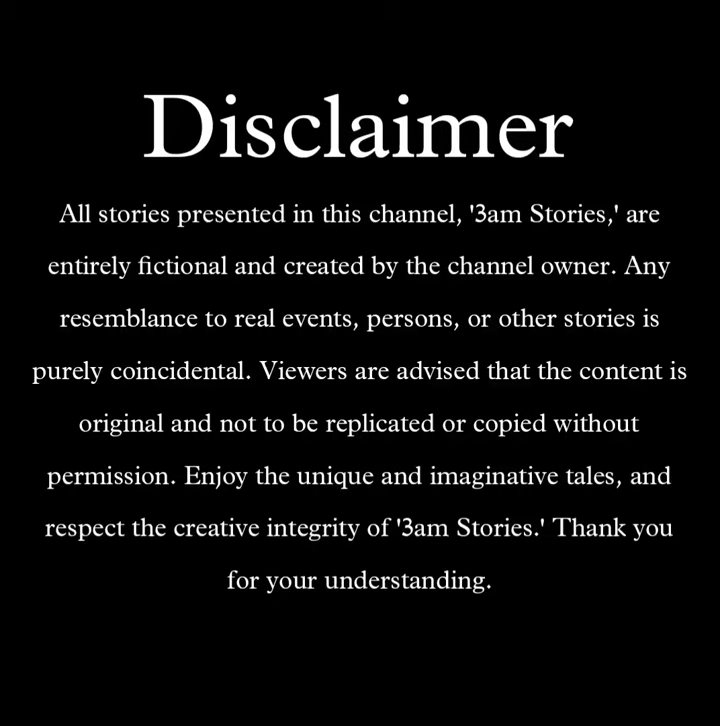 Disclaimer
All stories presented in this channel, '3am Stories,' are
entirely fictional and created by the channel owner. Any
resemblance to real events, persons, or other stories is
purely coincidental. Viewers are advised that the content is
original and not to be replicated or copied without
permission. Enjoy the unique and imaginative tales, and
respect the creative integrity of '3am Stories.' Thank you
for your understanding.